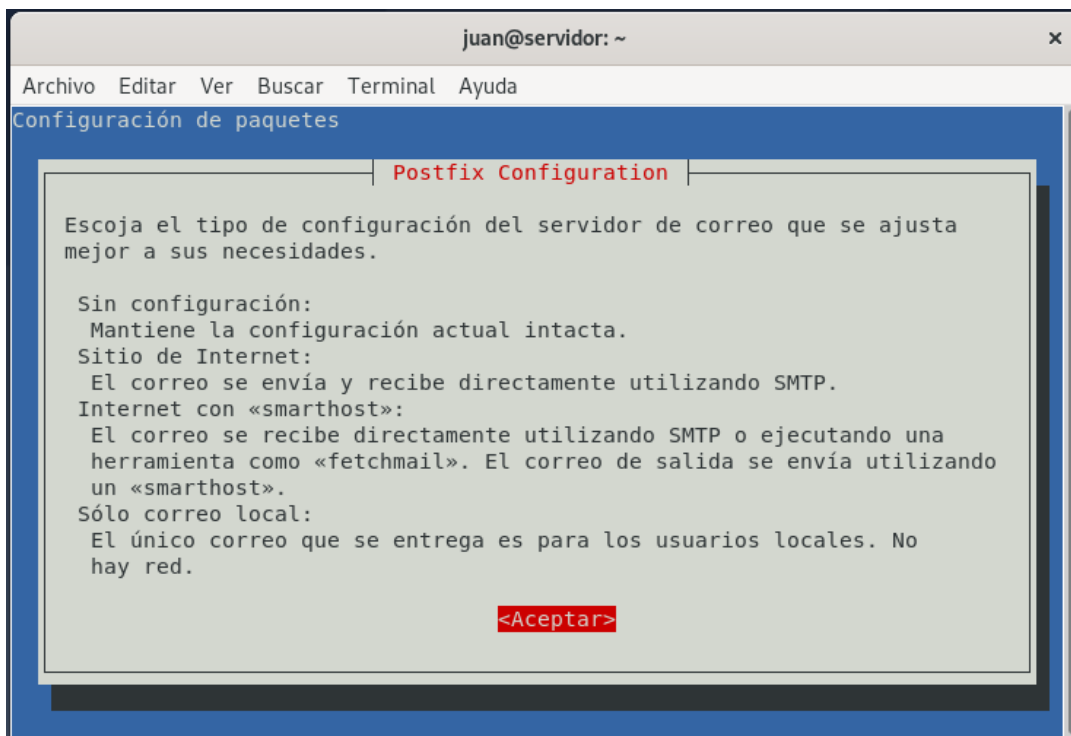 juan@servidor: ~ ×
Archivo Editar Ver Buscar Terminal Ayuda
Configuración de paquetes
Postfix Configuration
Escoja el tipo de configuración del servidor de correo que se ajusta
mejor a sus necesidades.
Sin configuración:
Mantiene la configuración actual intacta.
Sitio de Internet:
El correo se envía y recibe directamente utilizando SMTP.
Internet con «smarthost»:
El correo se recibe directamente utilizando SMTP o ejecutando una
herramienta como «fetchmail». El correo de salida se envía utilizando
un «smarthost».
Sólo correo local:
El único correo que se entrega es para los usuarios locales. No
hay red.
<Aceptar>